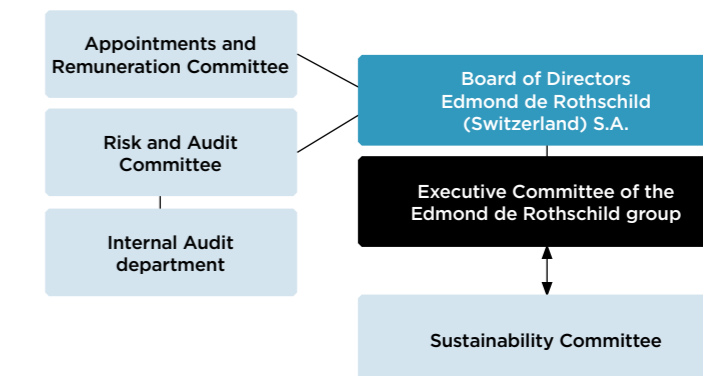 Appointments and
Remuneration Committee
Board of Directors
Edmond de Rothschild
(Switzerland) S.A.
Risk and Audit
Committee
Executive Committee of the
Edmond de Rothschild group
Internal Audit
department
Sustainability Committee